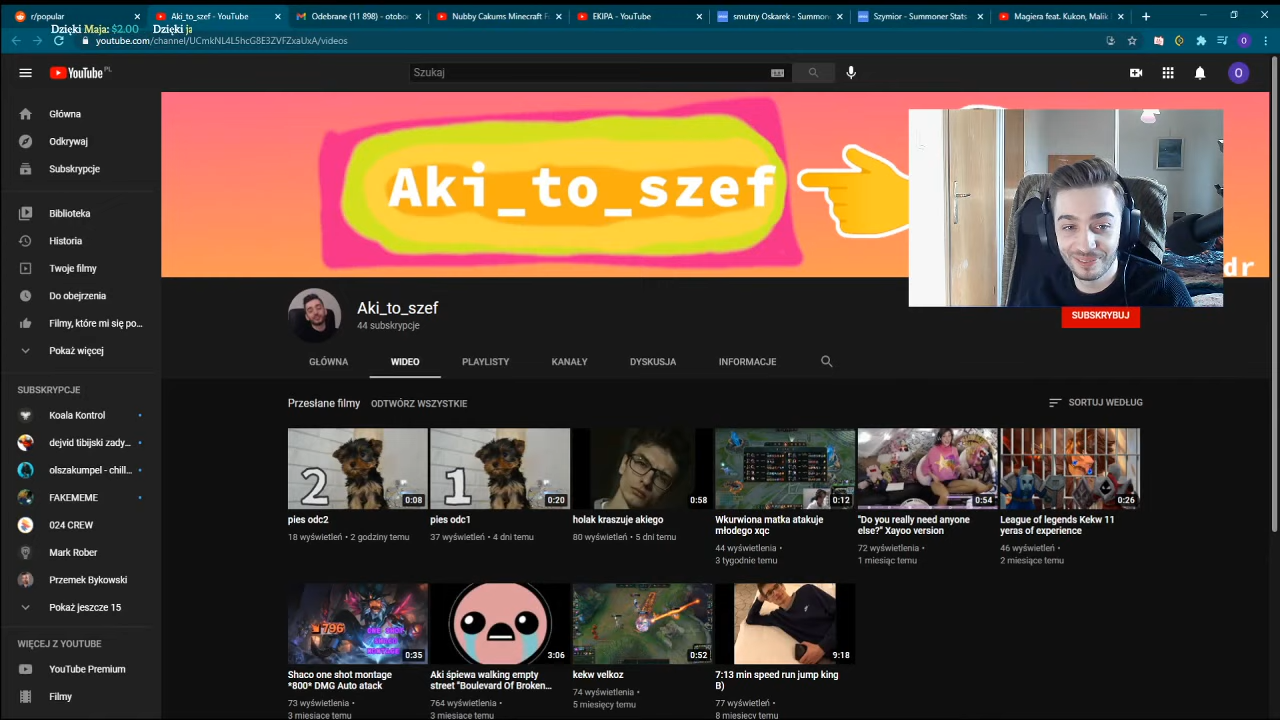 r/popular
Aki_to_szef - YouTube
Odebrane (11 898) - otobor
Nubby Cakums Minecraft F
EKIPA - YouTube
smutny Oskarek - Summon
Szymior - Summoner Stats
Magiera feat. Kukon, Malik
Dzięki Maja: $2.00 Dzięki ja
youtube.com/channel/UCmkNL4L5hcG8E3ZVFZxaUxA/videos
YouTube PL
Szukaj
O
Główna
Odkrywaj
Subskrypcje
Biblioteka
Historia
Twoje filmy
Do obejrzenia
Filmy, które mi się po...
Pokaż więcej
SUBSKRYPCJE
Koala Kontrol
dejvid tibijski zady...
olszakumpel - chill...
FAKEMEME
024 CREW
Mark Rober
Przemek Bykowski
Pokaż jeszcze 15
WIĘCEJ Z YOUTUBE
YouTube Premium
Filmy
Aki_to_szef
dr
Aki_to_szef
44 subskrypcje
SUBSKRYBUJ
GŁÓWNA
WIDEO
PLAYLISTY
KANAŁY
DYSKUSJA
INFORMACJE
Przesłane filmy
ODTWÓRZ WSZYSTKIE
SORTUJ WEDŁUG
2
0:08
pies odc2
18 wyświetleń • 2 godziny temu
1
0:20
pies odc1
37 wyświetleń • 4 dni temu
0:58
holak kraszuje akiego
80 wyświetleń • 5 dni temu
0:12
Wkurwiona matka atakuje
młodego xqc
44 wyświetlenia •
3 tygodnie temu
0:54
"Do you really need anyone
else?" Xayoo version
72 wyświetlenia •
1 miesiąc temu
0:26
League of legends Kekw 11
yeras of experience
46 wyświetleń •
2 miesiące temu
796
0:35
Shaco one shot montage
*800* DMG Auto atack
73 wyświetlenia •
3 miesiące temu
3:06
Aki śpiewa walking empty
street "Boulevard Of Broken...
764 wyświetlenia •
3 miesiące temu
0:52
kekw velkoz
74 wyświetlenia •
5 miesięcy temu
9:18
7:13 min speed run jump king
B)
77 wyświetleń •
8 miesięcy temu